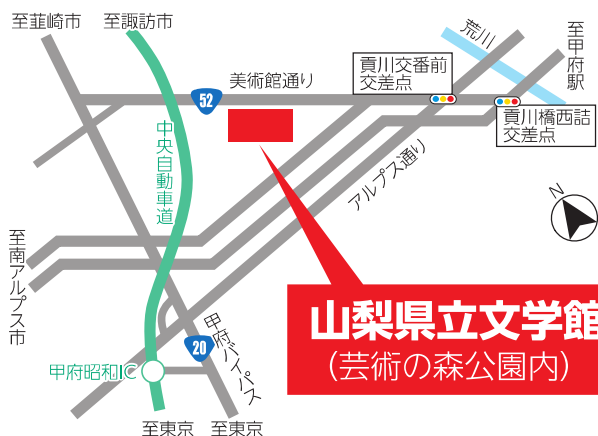 至韮崎市
至諏訪市
荒川
至甲府駅
美術館通り
貢川交番前
交差点
52
貢川橋西詰
交差点
中央自動車道
アルプス通り
N
至南アルプス市
山梨県立文学館
(芸術の森公園内)
甲府バイパス
20
甲府昭和IC
至東京
至東京